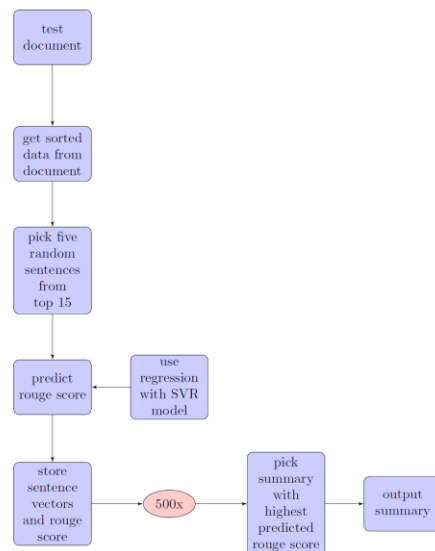 test
document
get sorted
data from
document
pick five
random
sentences
from
top 15
predict
rouge score
use
regression
with SVR
model
store
sentence
vectors
and rouge
score
500x
pick
summary
with
highest
predicted
rouge score
output
summary